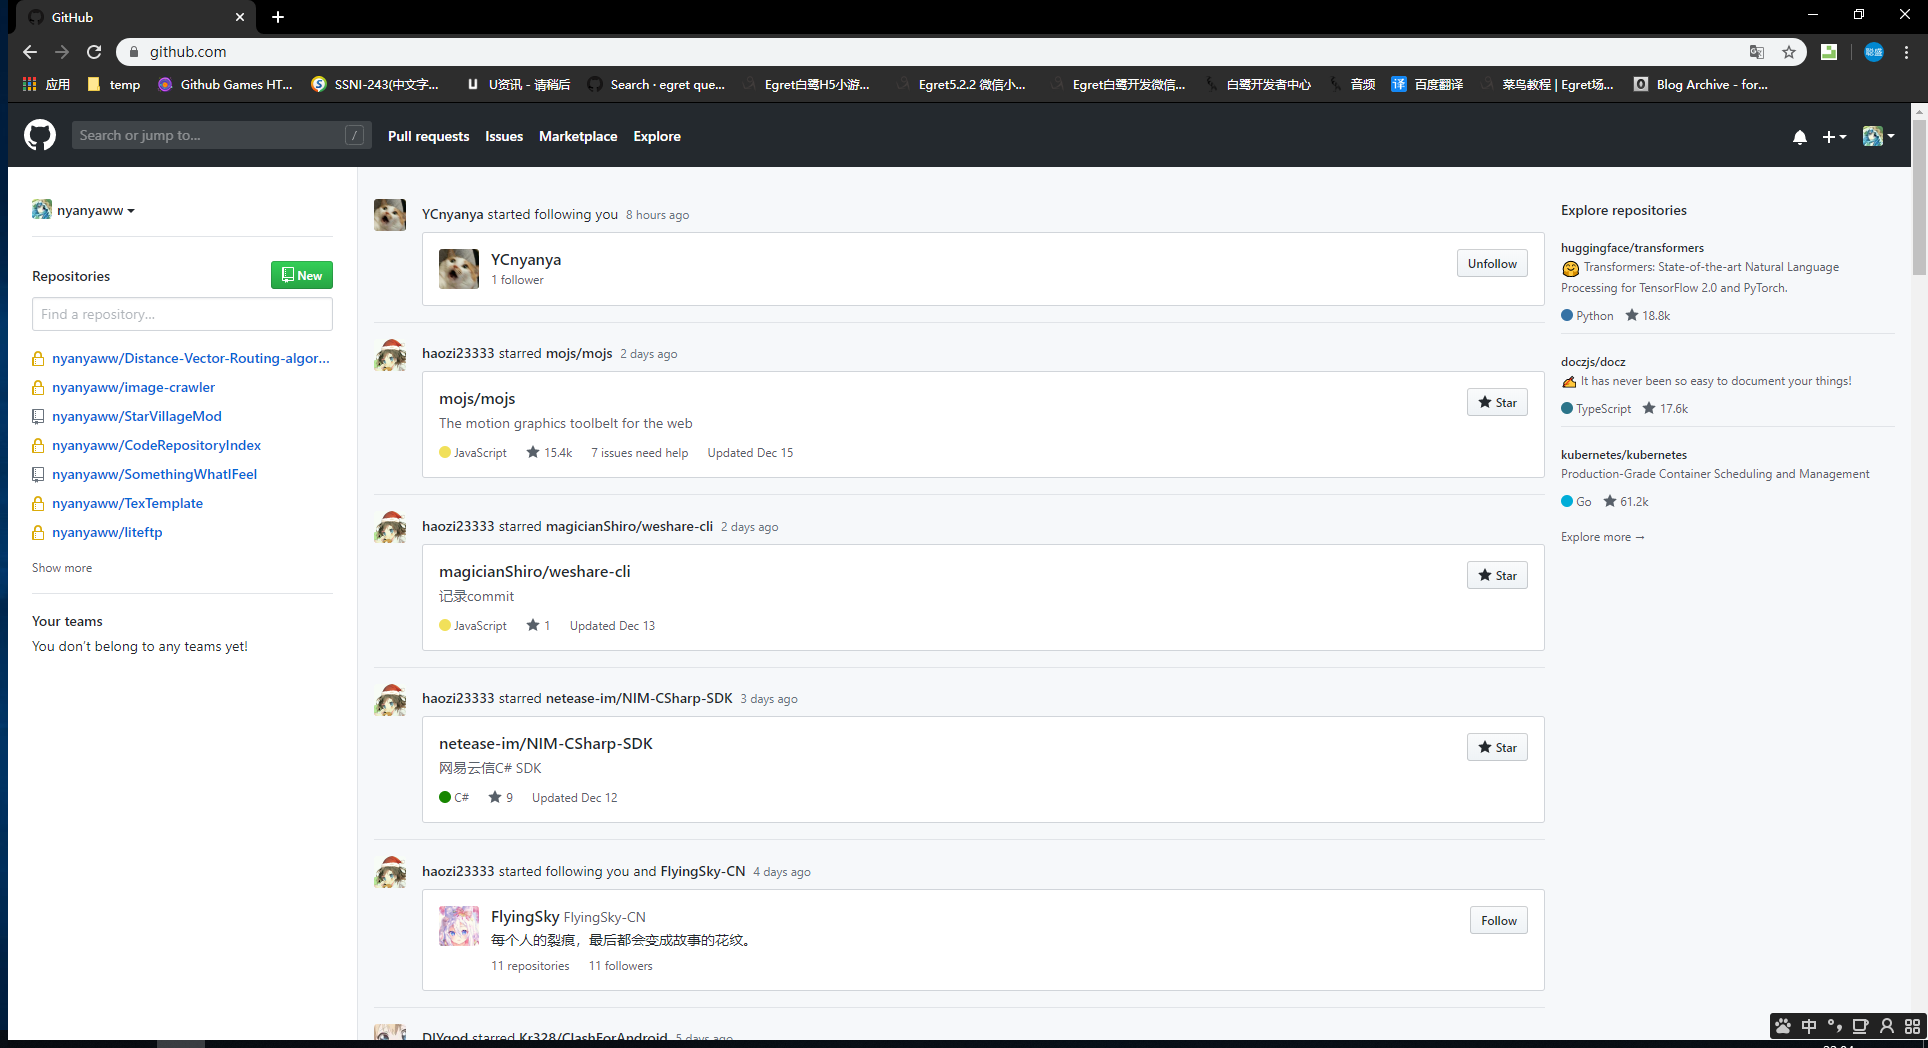 GitHub
github.com
聪盛
应用
temp
Github Games HT...
SSNI-243(中文字...
U资讯 - 请稍后
Search · egret que...
Egret白鹭H5小游...
Egret5.2.2 微信小...
Egret白鹭开发微信...
白鹭开发者中心
音频
译 百度翻译
菜鸟教程 | Egret场...
Blog Archive - for...
Search or jump to...
/
Pull requests
Issues
Marketplace
Explore
nyanyaww
Repositories
New
Find a repository...
nyanyaww/Distance-Vector-Routing-algor...
nyanyaww/image-crawler
nyanyaww/StarVillageMod
nyanyaww/CodeRepositoryIndex
nyanyaww/SomethingWhatIFeel
nyanyaww/TexTemplate
nyanyaww/liteftp
Show more
Your teams
You don't belong to any teams yet!
YCnyanya started following you 8 hours ago
YCnyanya
1 follower
Unfollow
haozi23333 starred mojs/mojs 2 days ago
mojs/mojs
Star
The motion graphics toolbelt for the web
JavaScript 15.4k 7 issues need help Updated Dec 15
haozi23333 starred magicianShiro/weshare-cli 2 days ago
magicianShiro/weshare-cli
Star
记录commit
JavaScript 1 Updated Dec 13
haozi23333 starred netease-im/NIM-CSharp-SDK 3 days ago
netease-im/NIM-CSharp-SDK
Star
网易云信C# SDK
C# 9 Updated Dec 12
haozi23333 started following you and FlyingSky-CN 4 days ago
FlyingSky FlyingSky-CN
Follow
每个人的裂痕，最后都会变成故事的花纹。
11 repositories 11 followers
DIYgod starred Kr328/ClashForAndroid 5 days ago
Explore repositories
huggingface/transformers
🤗 Transformers: State-of-the-art Natural Language
Processing for TensorFlow 2.0 and PyTorch.
Python 18.8k
doczjs/docz
✍ It has never been so easy to document your things!
TypeScript 17.6k
kubernetes/kubernetes
Production-Grade Container Scheduling and Management
Go 61.2k
Explore more →
中